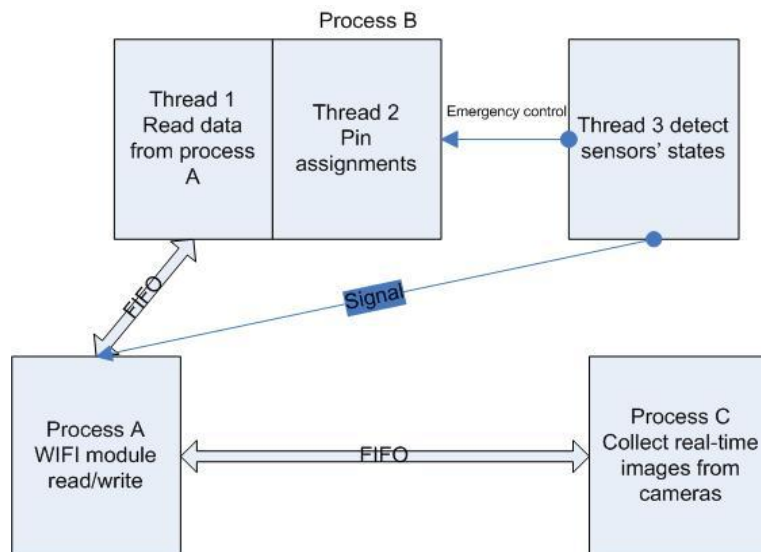 Process B
Thread 1
Read data
from process
A
Thread 2
Pin
assignments
Emergency control
Thread 3 detect
sensors’ states
FIFO
Signal
Process A
WIFI module
read/write
FIFO
Process C
Collect real-time
images from
cameras